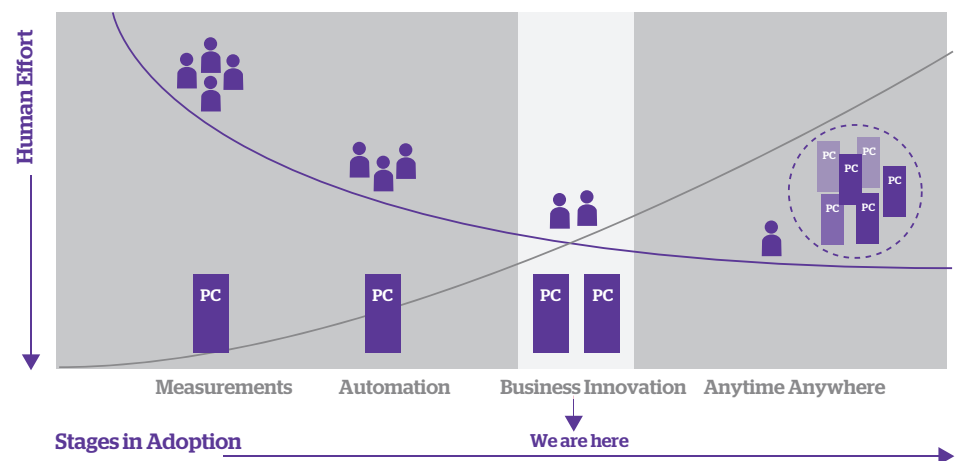 Human Effort
PC
PC
PC
PC
PC
PC
PC
PC
PC
PC
Measurements
Automation
Business Innovation
Anytime Anywhere
We are here
Stages in Adoption